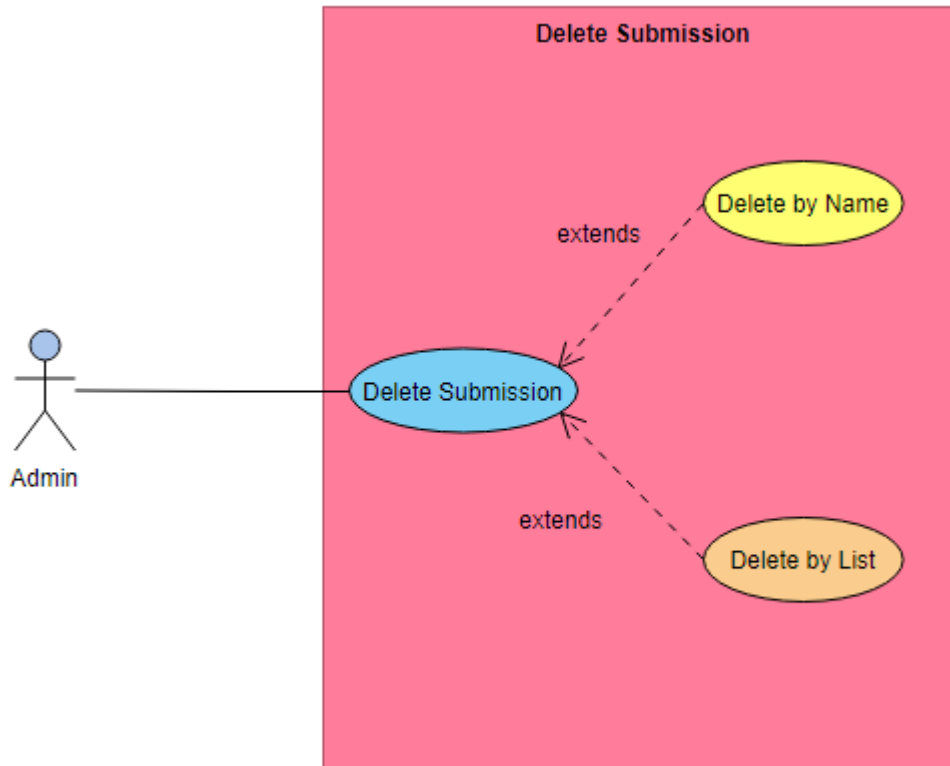 Delete Submission
Delete by Name
extends
Delete Submission
Admin
extends
Delete by List